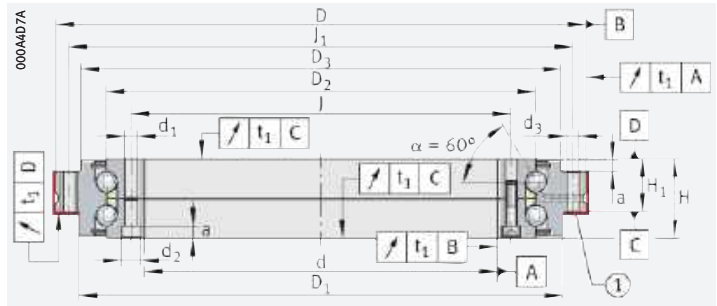 000A4D7A
D
B
J1
D3
t1 A
D2
J
d1
d3
t1 C
D
α = 60°
t1 D
t1 C
a
H1
H
a
d2
t1 B
C
d
A
1
D1